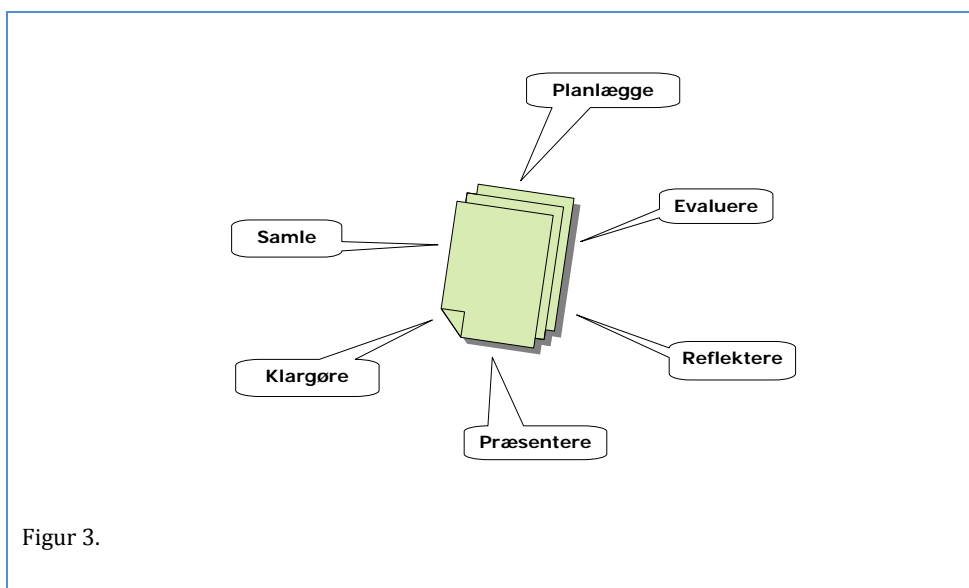 Planlægge
Evaluere
Samle
Reflektere
Klargøre
Præsentere
Figur 3.